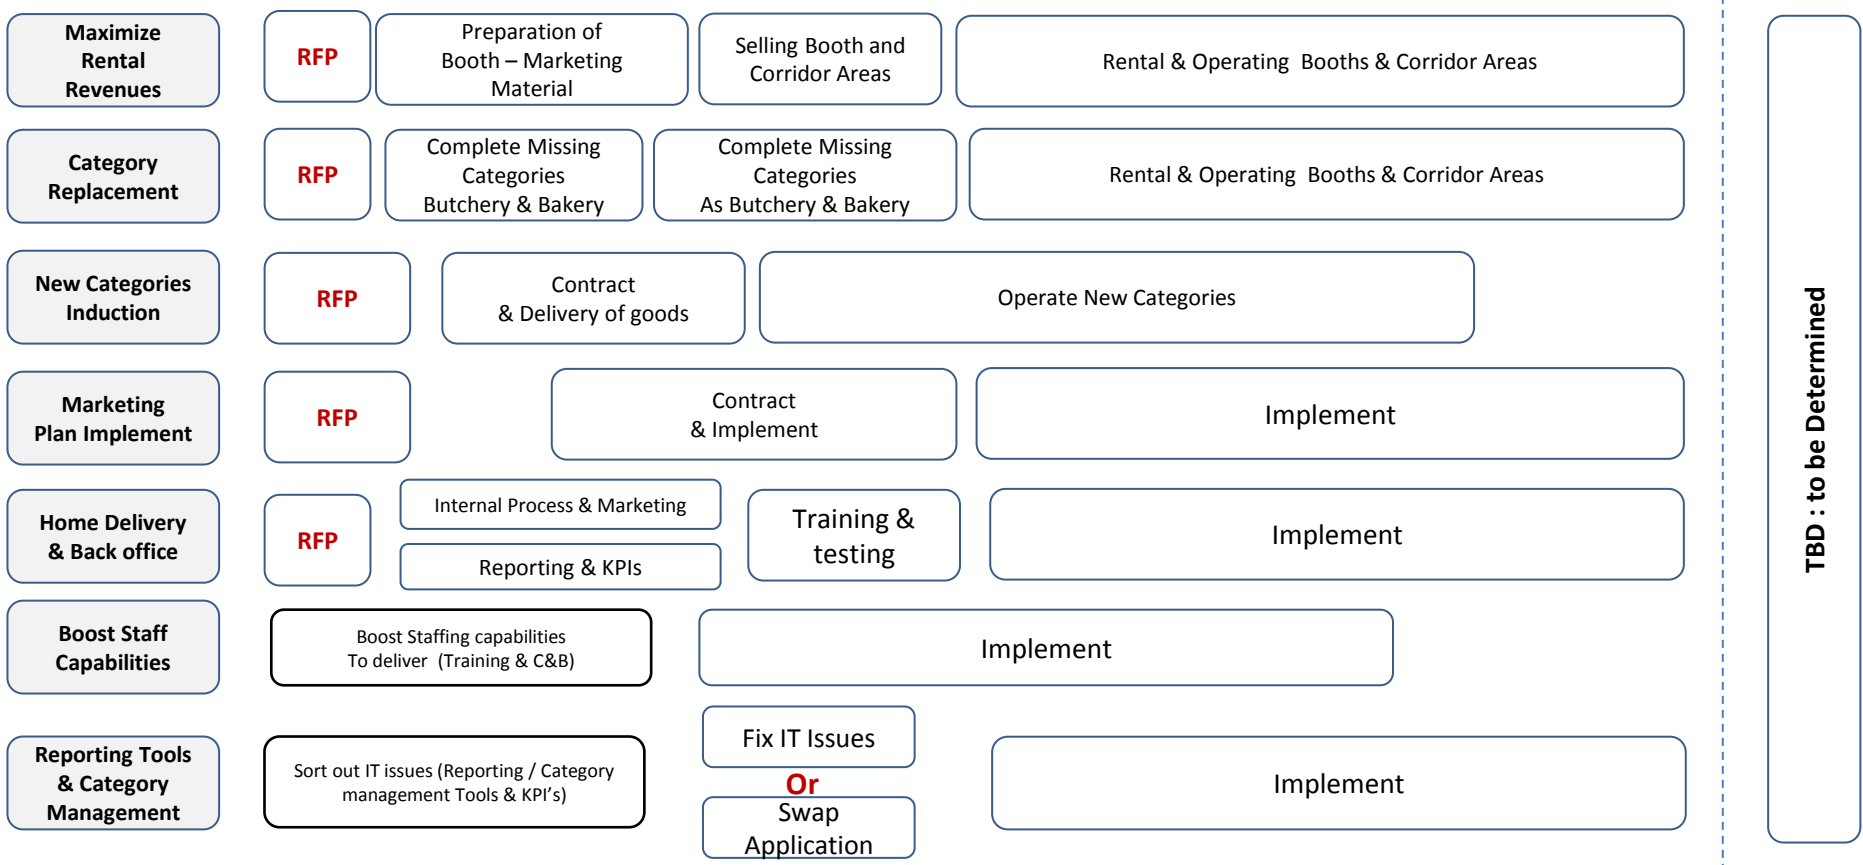 Maximize
Rental
Revenues
RFP
Preparation of
Booth – Marketing
Material
Selling Booth and
Corridor Areas
Rental & Operating  Booths & Corridor Areas
Category
Replacement
RFP
Complete Missing
Categories
Butchery & Bakery
Complete Missing
Categories
As Butchery & Bakery
Rental & Operating  Booths & Corridor Areas
New Categories
Induction
RFP
Contract
& Delivery of goods
Operate New Categories
Marketing
Plan Implement
RFP
Contract
& Implement
Implement
Home Delivery
& Back office
RFP
Internal Process & Marketing
Reporting & KPIs
Training &
testing
Implement
Boost Staff
Capabilities
Boost Staffing capabilities
To deliver  (Training & C&B)
Implement
Reporting Tools
& Category
Management
Sort out IT issues (Reporting / Category
management Tools & KPI's)
Fix IT Issues
Or
Swap
Application
Implement
TBD : to be Determined